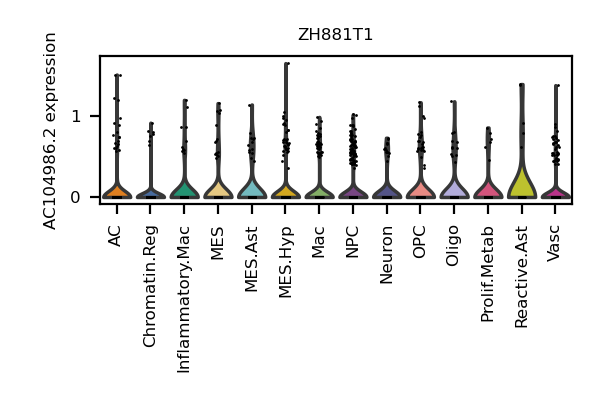 ZH881T1
AC104986.2 expression
1
0
AC
Chromatin.Reg
Inflammatory.Mac
MES
MES.Ast
MES.Hyp
Mac
NPC
Neuron
OPC
Oligo
Prolif.Metab
Reactive.Ast
Vasc